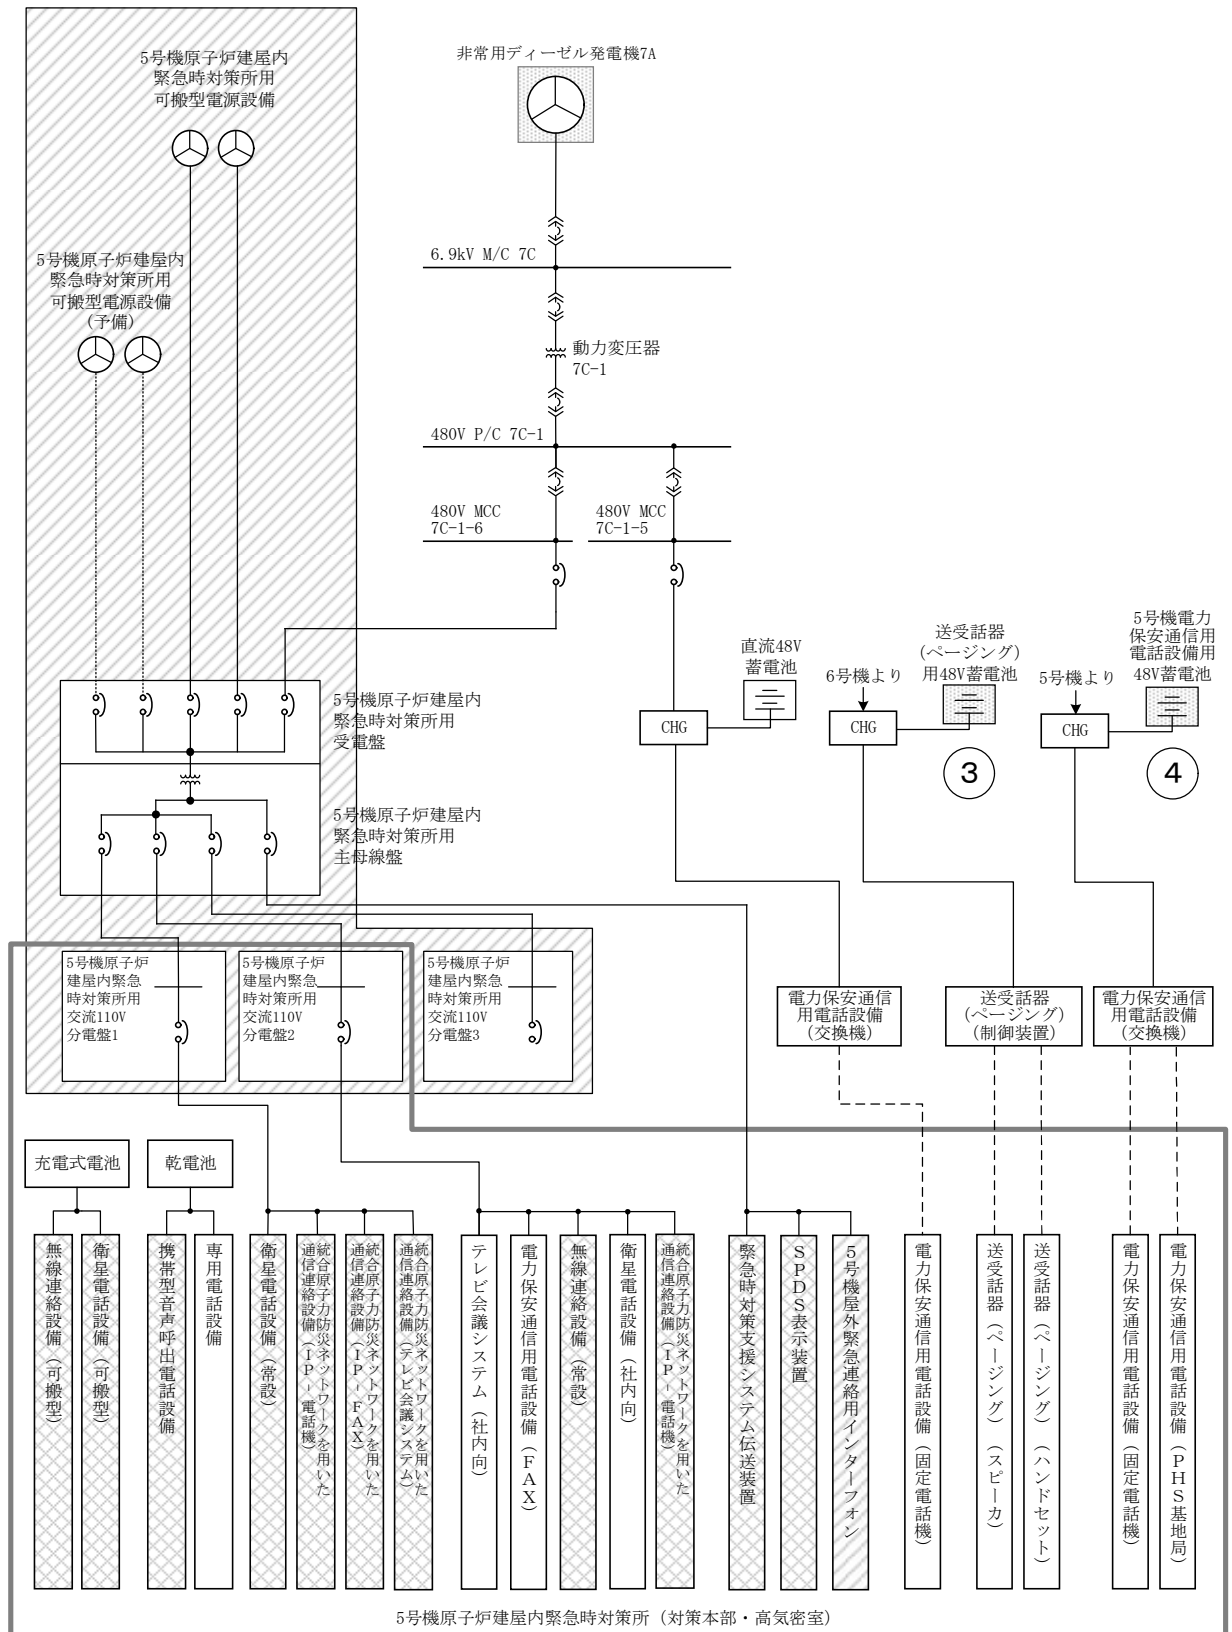 5号機原子炉建屋内
緊急時対策所用
可搬型電源設備
非常用ディーゼル発電機7A
5号機原子炉建屋内
緊急時対策所用
可搬型電源設備
(予備)
6.9kV M/C 7C
動力変圧器
7C-1
480V P/C 7C-1
480V MCC
7C-1-6
480V MCC
7C-1-5
直流48V
蓄電池
CHG
6号機より
送受話器
(ページング)
用48V蓄電池
CHG
③
5号機より
5号機電力
保安通信用
電話設備用
48V蓄電池
CHG
④
5号機原子炉建屋内
緊急時対策所用
受電盤
5号機原子炉建屋内
緊急時対策所用
主母線盤
5号機原子炉
建屋内緊急
時対策所用
交流110V
分電盤1
5号機原子炉
建屋内緊急
時対策所用
交流110V
分電盤2
5号機原子炉
建屋内緊急
時対策所用
交流110V
分電盤3
電力保安通信
用電話設備
(交換機)
送受話器
(ページング)
(制御装置)
電力保安通信
用電話設備
(交換機)
充電式電池
乾電池
無線連絡設備(可搬型)
衛星電話設備(可搬型)
携帯型音声呼出電話設備
専用電話設備
衛星電話設備(常設)
統合原子力防災ネットワークを用いた
通信連絡設備(IP-電話機)
統合原子力防災ネットワークを用いた
通信連絡設備(IP-FAX)
統合原子力防災ネットワークを用いた
通信連絡設備(テレビ会議システム)
テレビ会議システム(社内向)
電力保安通信用電話設備(FAX)
無線連絡設備(常設)
衛星電話設備(社内向)
統合原子力防災ネットワークを用いた
通信連絡設備(IP-電話機)
緊急時対策支援システム伝送装置
SPDS表示装置
5号機屋外緊急連絡用インターフォン
電力保安通信用電話設備(固定電話機)
送受話器(ページング)(スピーカ)
送受話器(ページング)(ハンドセット)
電力保安通信用電話設備(固定電話機)
電力保安通信用電話設備(PHS基地局)
5号機原子炉建屋内緊急時対策所(対策本部・高気密室)